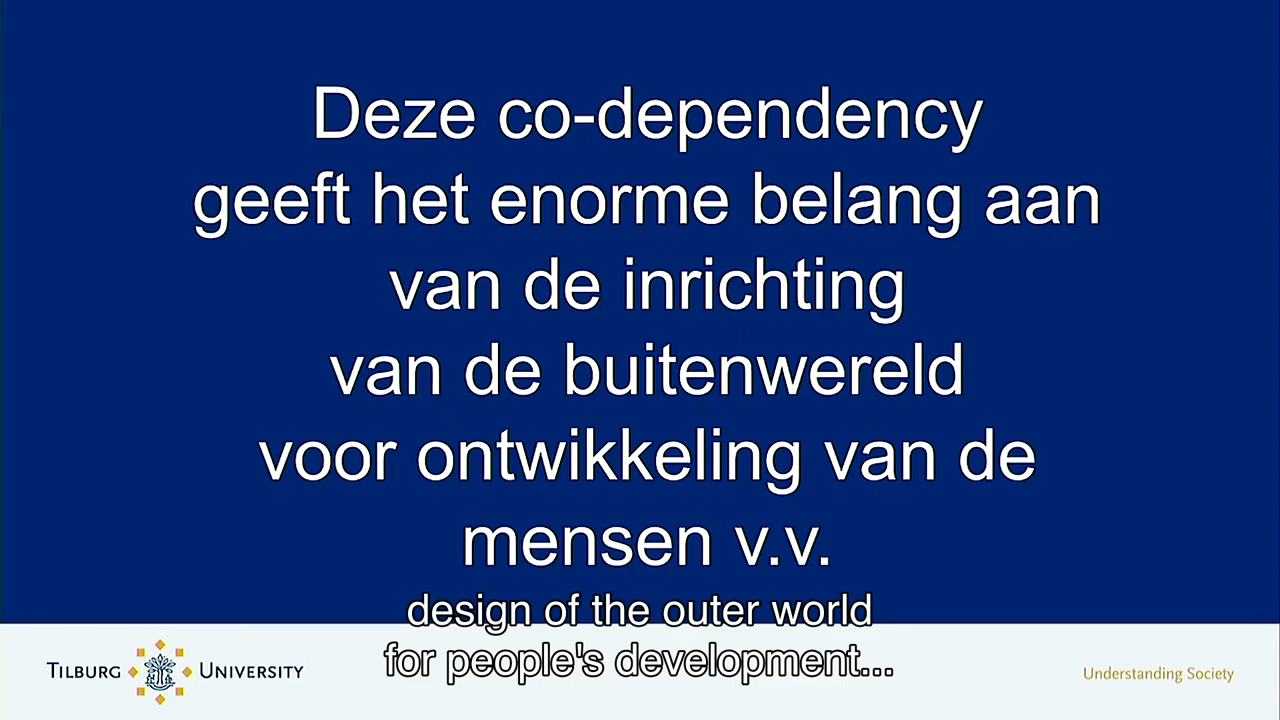 Deze co-dependency
geeft het enorme belang aan
van de inrichting
van de buitenwereld
voor ontwikkeling van de
mensen v.v.
design of the outer world
for people's development...
TILBURG UNIVERSITY
Understanding Society